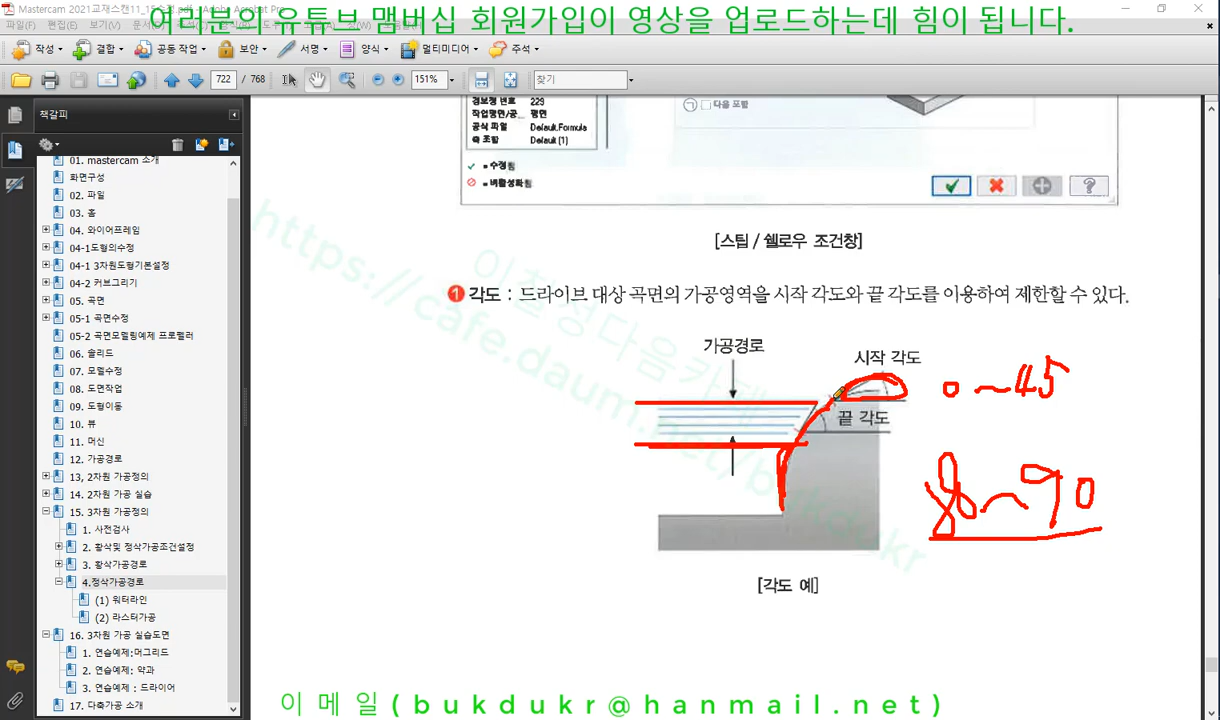 Mastercam 2021교재스캔11_15수정.pdf - Adobe Acrobat Pro
여러분의 유튜브 맴버십 회원가입이 영상을 업로드하는데 힘이 됩니다.
파일(F) 편집(E) 보기(V)
작성 결합 공동 작업 보안 서명 양식 멀티미디어 주석
722 / 768 151% 찾기
책갈피
01. mastercam 소개
화면구성
02. 파일
03. 홈
04. 와이어프레임
04-1도형의수정
04-1 3차원도형기본설정
04-2 커브그리기
05. 곡면
05-1 곡면수정
05-2 곡면모델링예제 프로펠러
06. 솔리드
07. 모델수정
08. 도면작업
09. 도형이동
10. 뷰
11. 머신
12. 가공경로
13, 2차원 가공정의
14. 2차원 가공 실습
15. 3차원 가공정의
1. 사전검사
2. 황삭및 정삭가공조건설정
3. 황삭가공경로
4.정삭가공경로
(1) 워터라인
(2) 라스터가공
16. 3차원 가공 실습도면
1. 연습예제;머그리드
2. 연습예제: 약과
3. 연습예제 : 드라이어
17. 다축가공 소개
경보정 번호 229
작업평면/공... 평면
공식 파일 Default.Formula
축 조합 Default (1)
= 수정됨
= 비활성화됨
다음 포함
[스팁 / 쉘로우 조건창]
1 각도 : 드라이브 대상 곡면의 가공영역을 시작 각도와 끝 각도를 이용하여 제한할 수 있다.
가공경로
시작 각도
0~45
끝 각도
~90
[각도 예]
https://cafe.daum.net/bukdukr
이 메 일 ( b u k d u k r @ h a n m a i l . n e t )